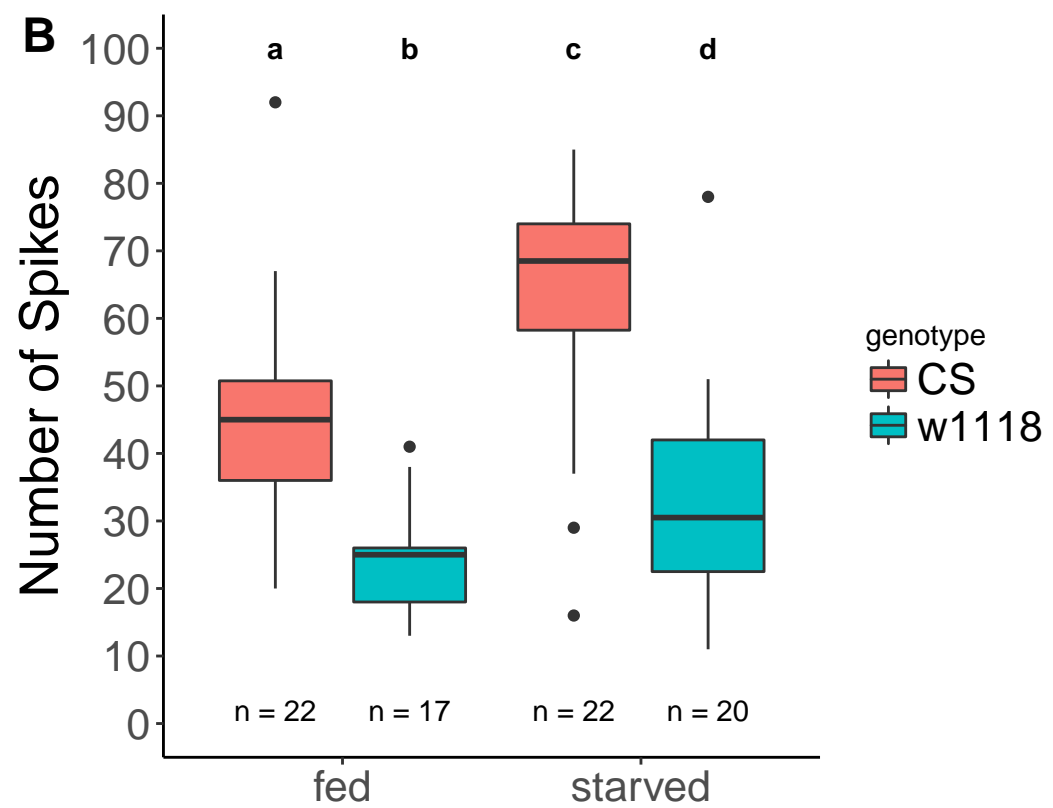 B
a b c d
Number of Spikes
100
90
80
70
60
50
40
30
20
10
0
n = 22 n = 17 n = 22 n = 20
fed starved
genotype
CS
w1118